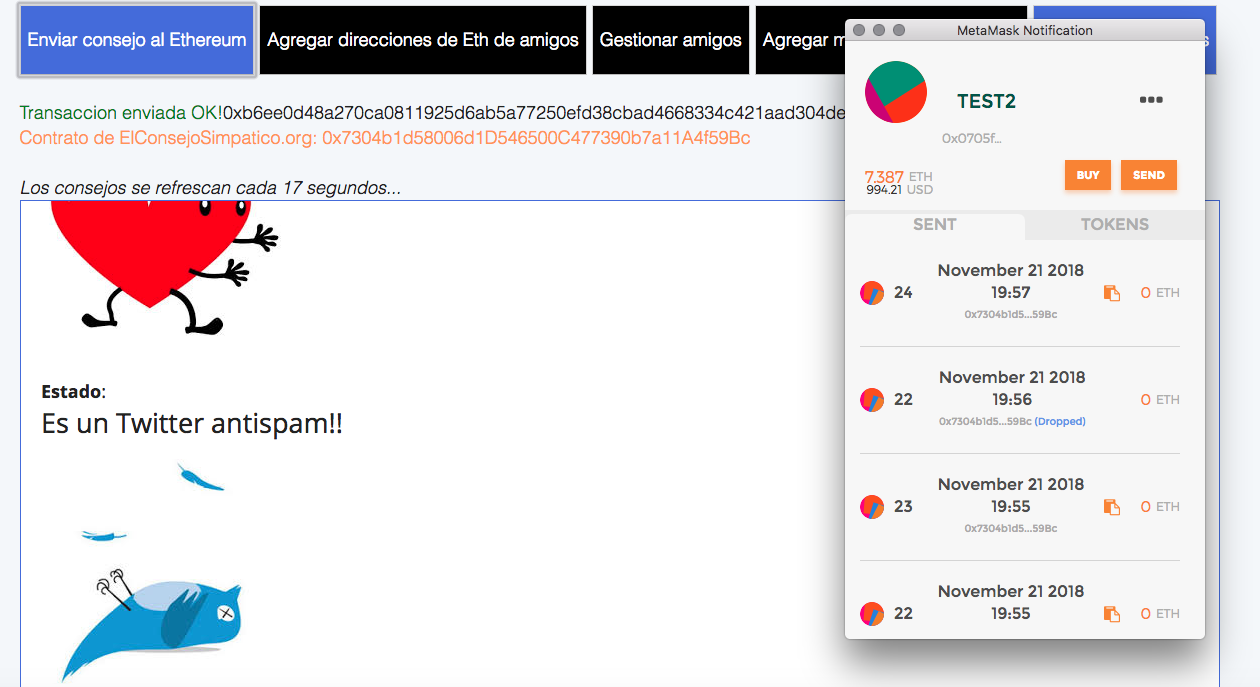 Enviar consejo al Ethereum
Agregar direcciones de Eth de amigos
Gestionar amigos
Agregar
Transaccion enviada OK!0xb6ee0d48a270ca0811925d6ab5a77250efd38cbad4668334c421aad304de
Contrato de ElConsejoSimpatico.org: 0x7304b1d58006d1D546500C477390b7a11A4f59Bc
Los consejos se refrescan cada 17 segundos...
Estado:
Es un Twitter antispam!!
MetaMask Notification
TEST2
0x0705f...
7.387 ETH
994.21 USD
BUY
SEND
SENT
TOKENS
November 21 2018
24
19:57
0 ETH
0x7304b1d5...59Bc
November 21 2018
22
19:56
0 ETH
0x7304b1d5...59Bc (Dropped)
November 21 2018
23
19:55
0 ETH
0x7304b1d5...59Bc
November 21 2018
22
19:55
0 ETH